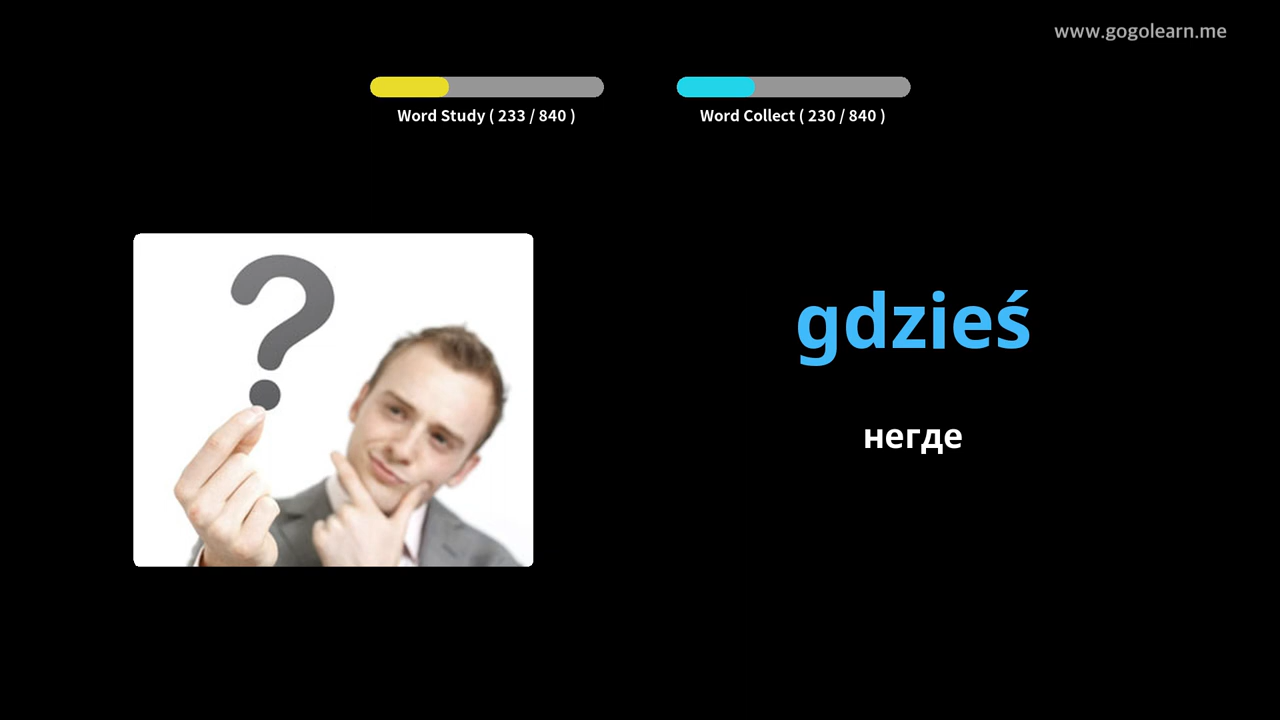 www.gogolearn.me
Word Study ( 233 / 840 )
Word Collect ( 230 / 840 )
?
gdzieś
негде